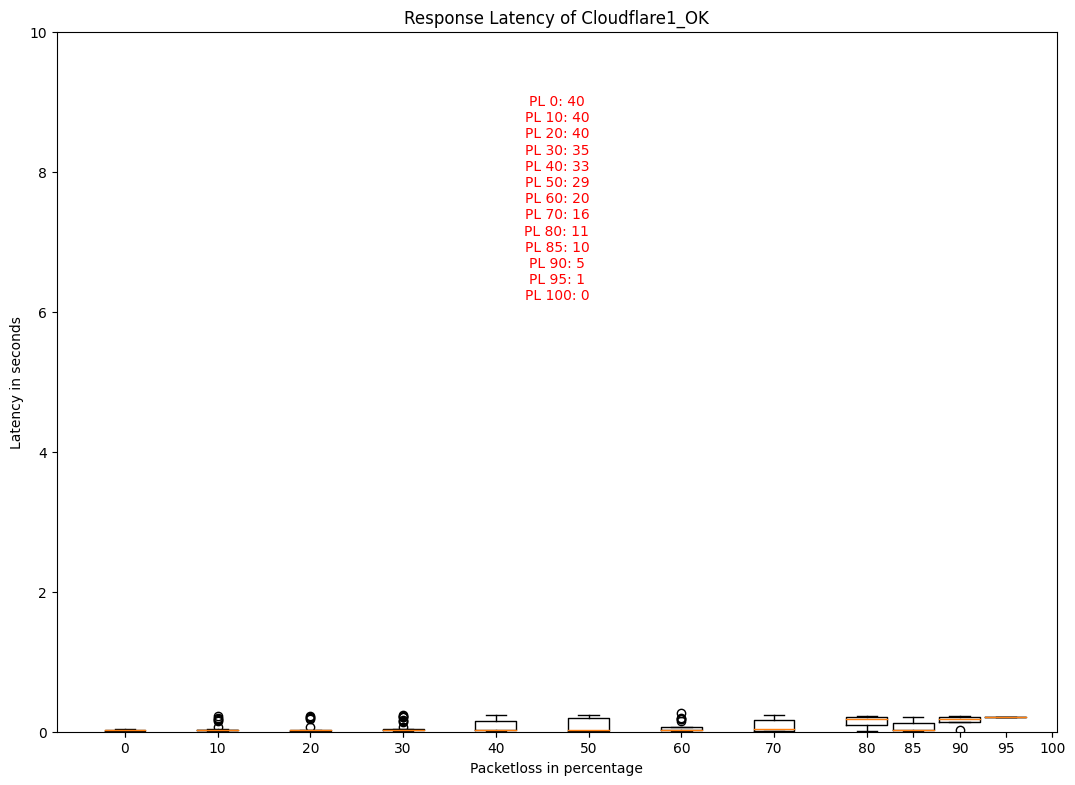 Response Latency of Cloudflare1_OK
10
8
6
4
2
0
Latency in seconds
PL 0: 40
PL 10: 40
PL 20: 40
PL 30: 35
PL 40: 33
PL 50: 29
PL 60: 20
PL 70: 16
PL 80: 11
PL 85: 10
PL 90: 5
PL 95: 1
PL 100: 0
0 10 20 30 40 50 60 70 80 85 90 95 100
Packetloss in percentage